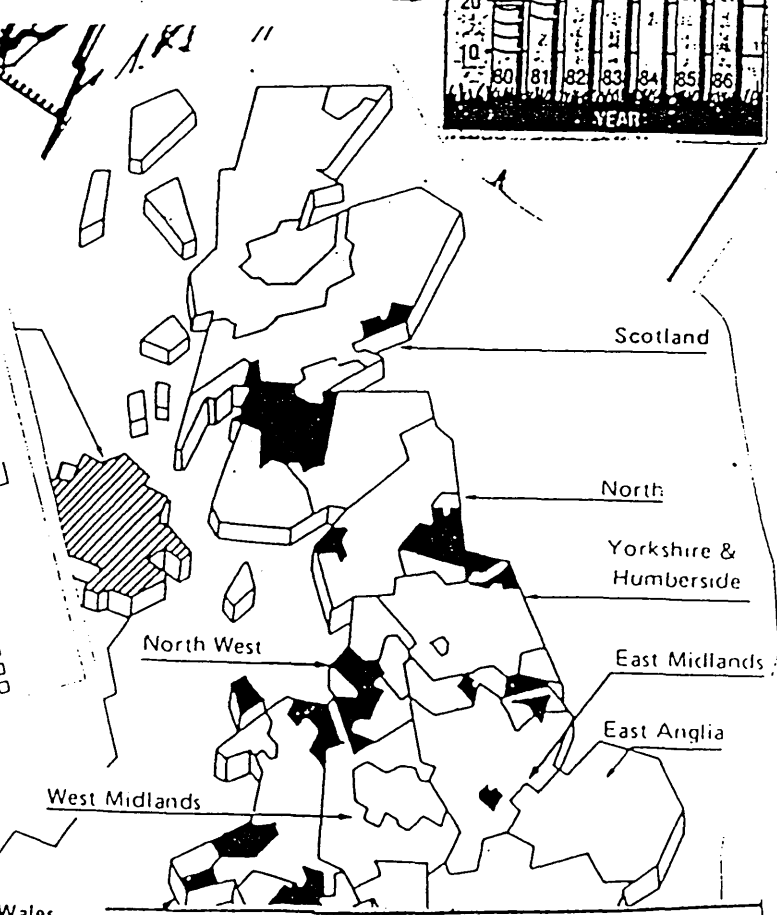 20
10
80 81 82 83 84 85 86
YEAR
Scotland
North
Yorkshire &
Humberside
North West
East Midlands
East Anglia
West Midlands
Wales